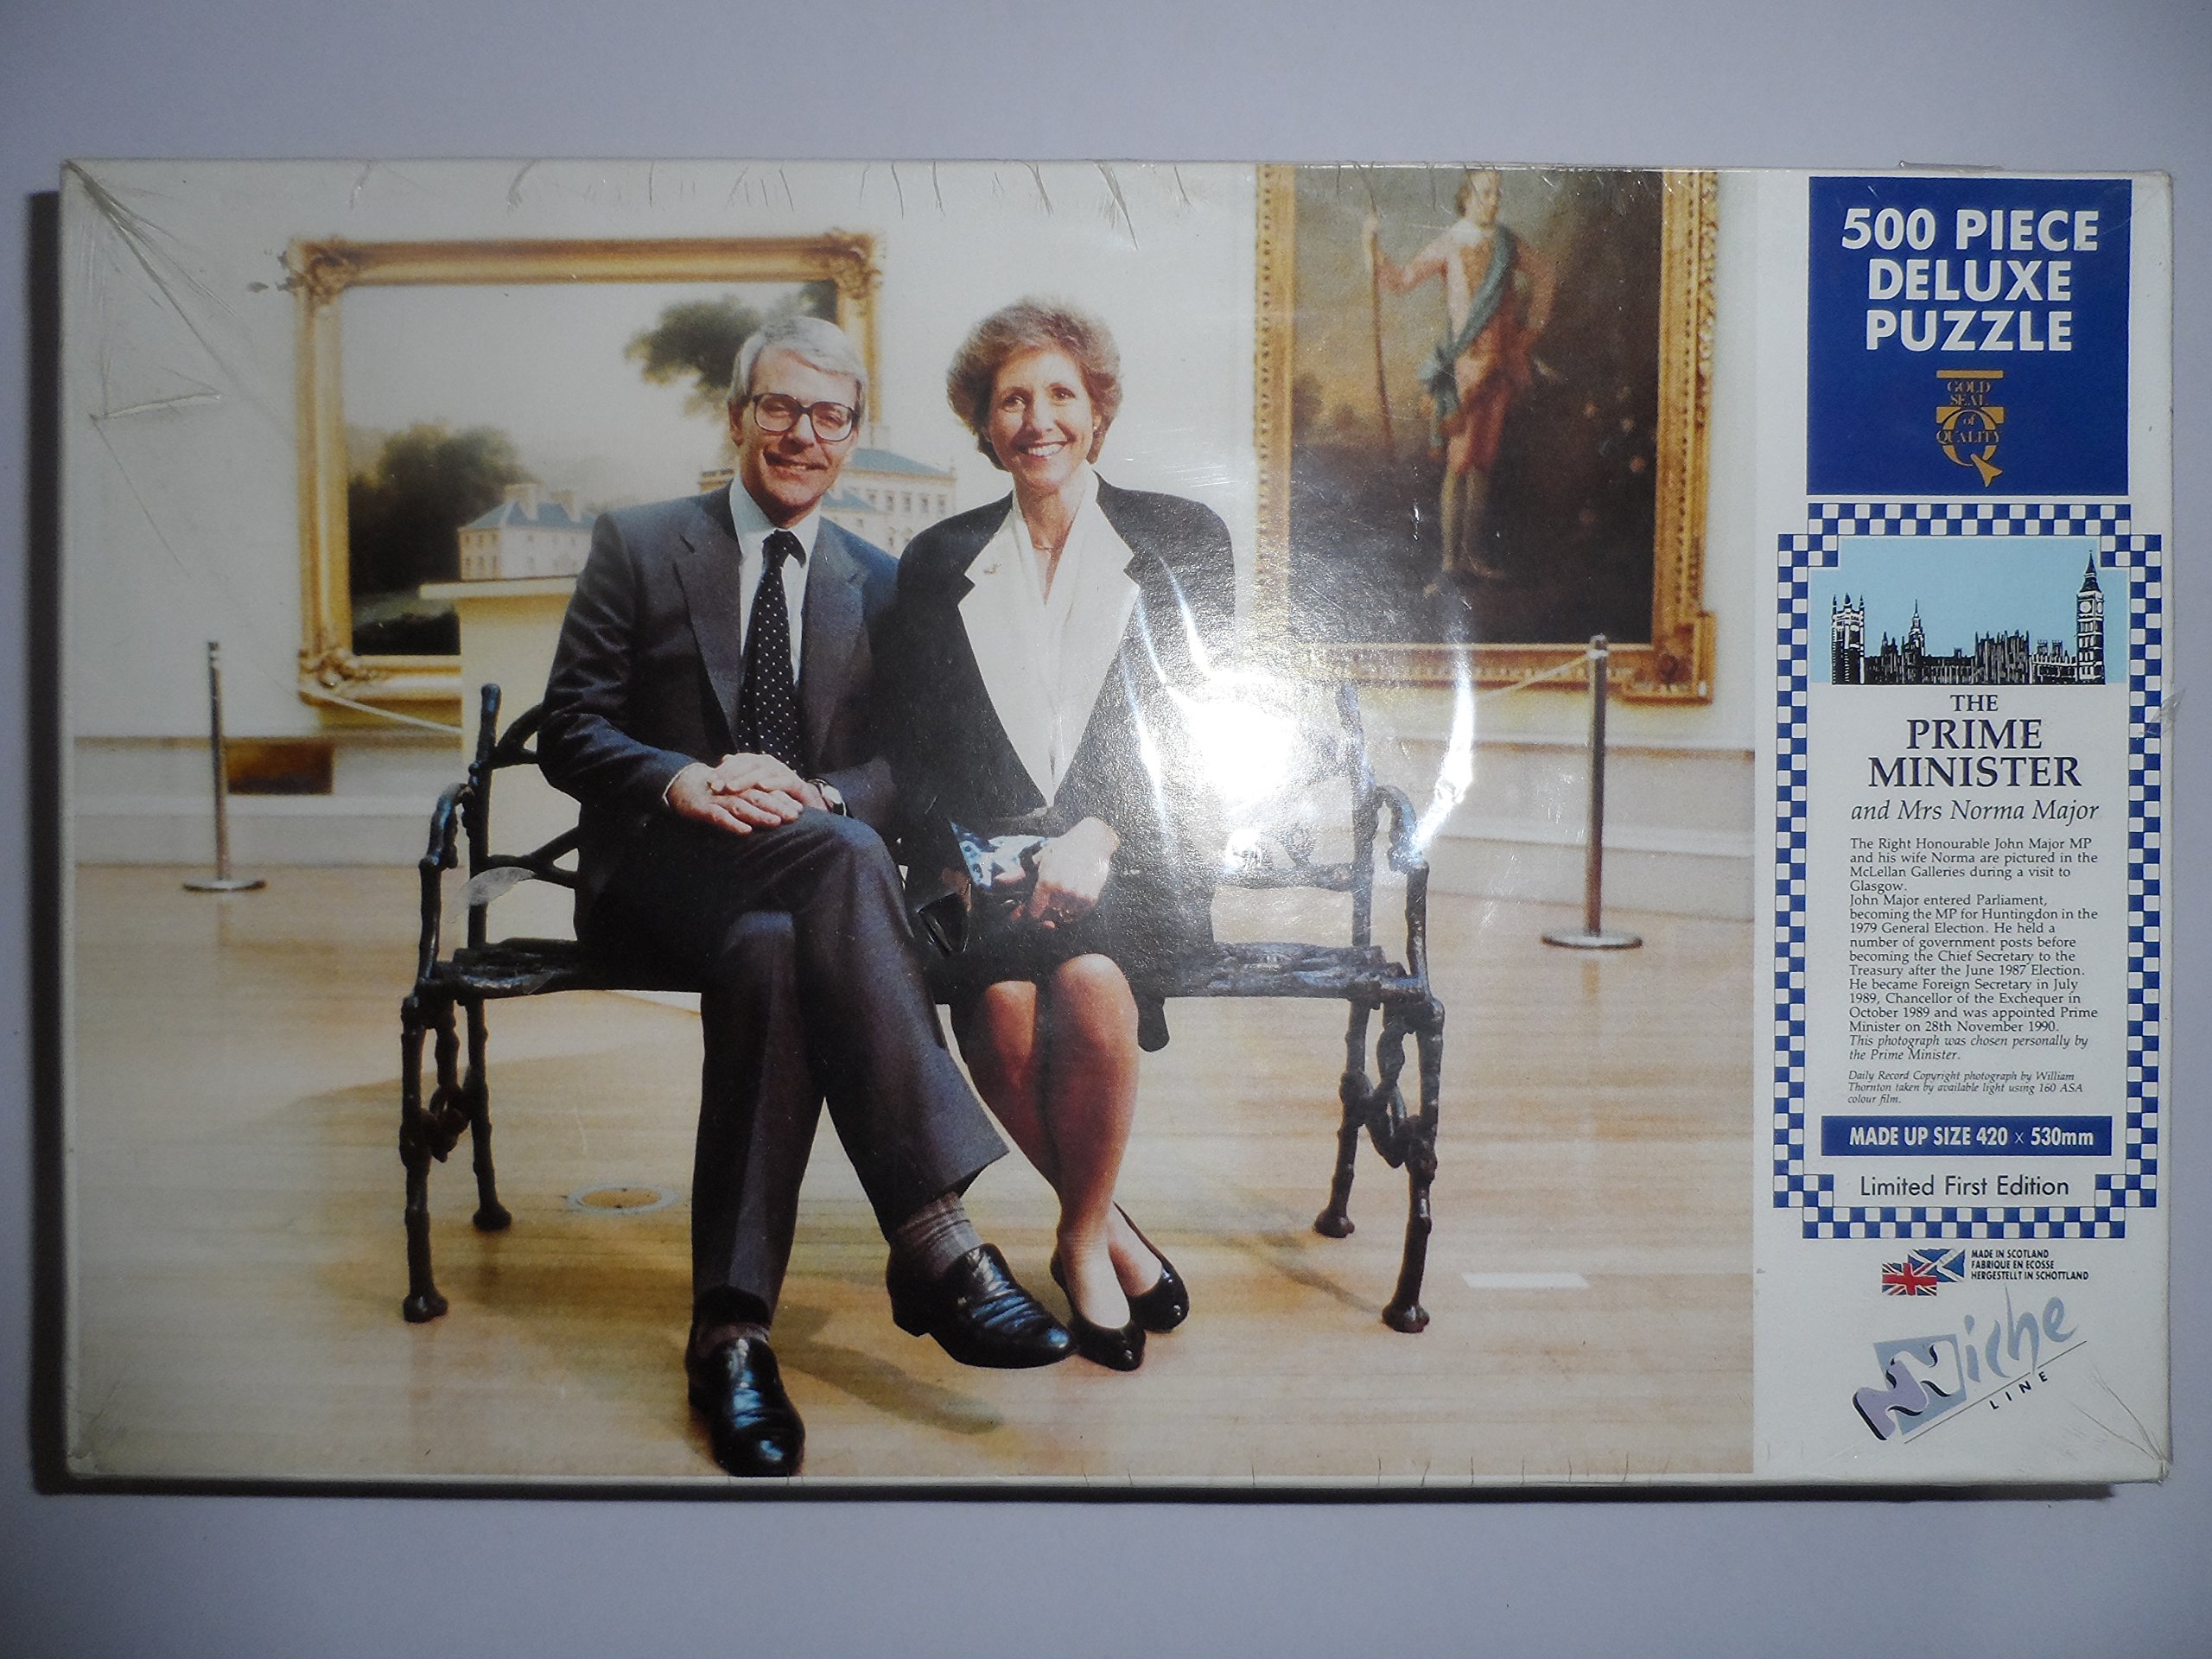 500 PIECE
DELUXE
PUZZLE
GOLD
SEAL
of
QUALITY
THE
PRIME
MINISTER
and Mrs Norma Major
The Right Honourable John Major MP
and his wife Norma are pictured in the
McLellan Galleries during a visit to
Glasgow.
John Major entered Parliament,
becoming the MP for Huntingdon in the
1979 General Election. He held a
number of government posts before
becoming the Chief Secretary to the
Treasury after the June 1987 Election.
He became Foreign Secretary in July
1989, Chancellor of the Exchequer in
October 1989 and was appointed Prime
Minister on 28th November 1990.
This photograph was chosen personally by
the Prime Minister.
Daily Record Copyright photograph by William
Thornton taken by available light using 160 ASA
colour film.
MADE UP SIZE 420 x 530mm
Limited First Edition
MADE IN SCOTLAND
FABRIQUE EN ECOSSE
HERGESTELLT IN SCHOTTLAND
Niche
LINE